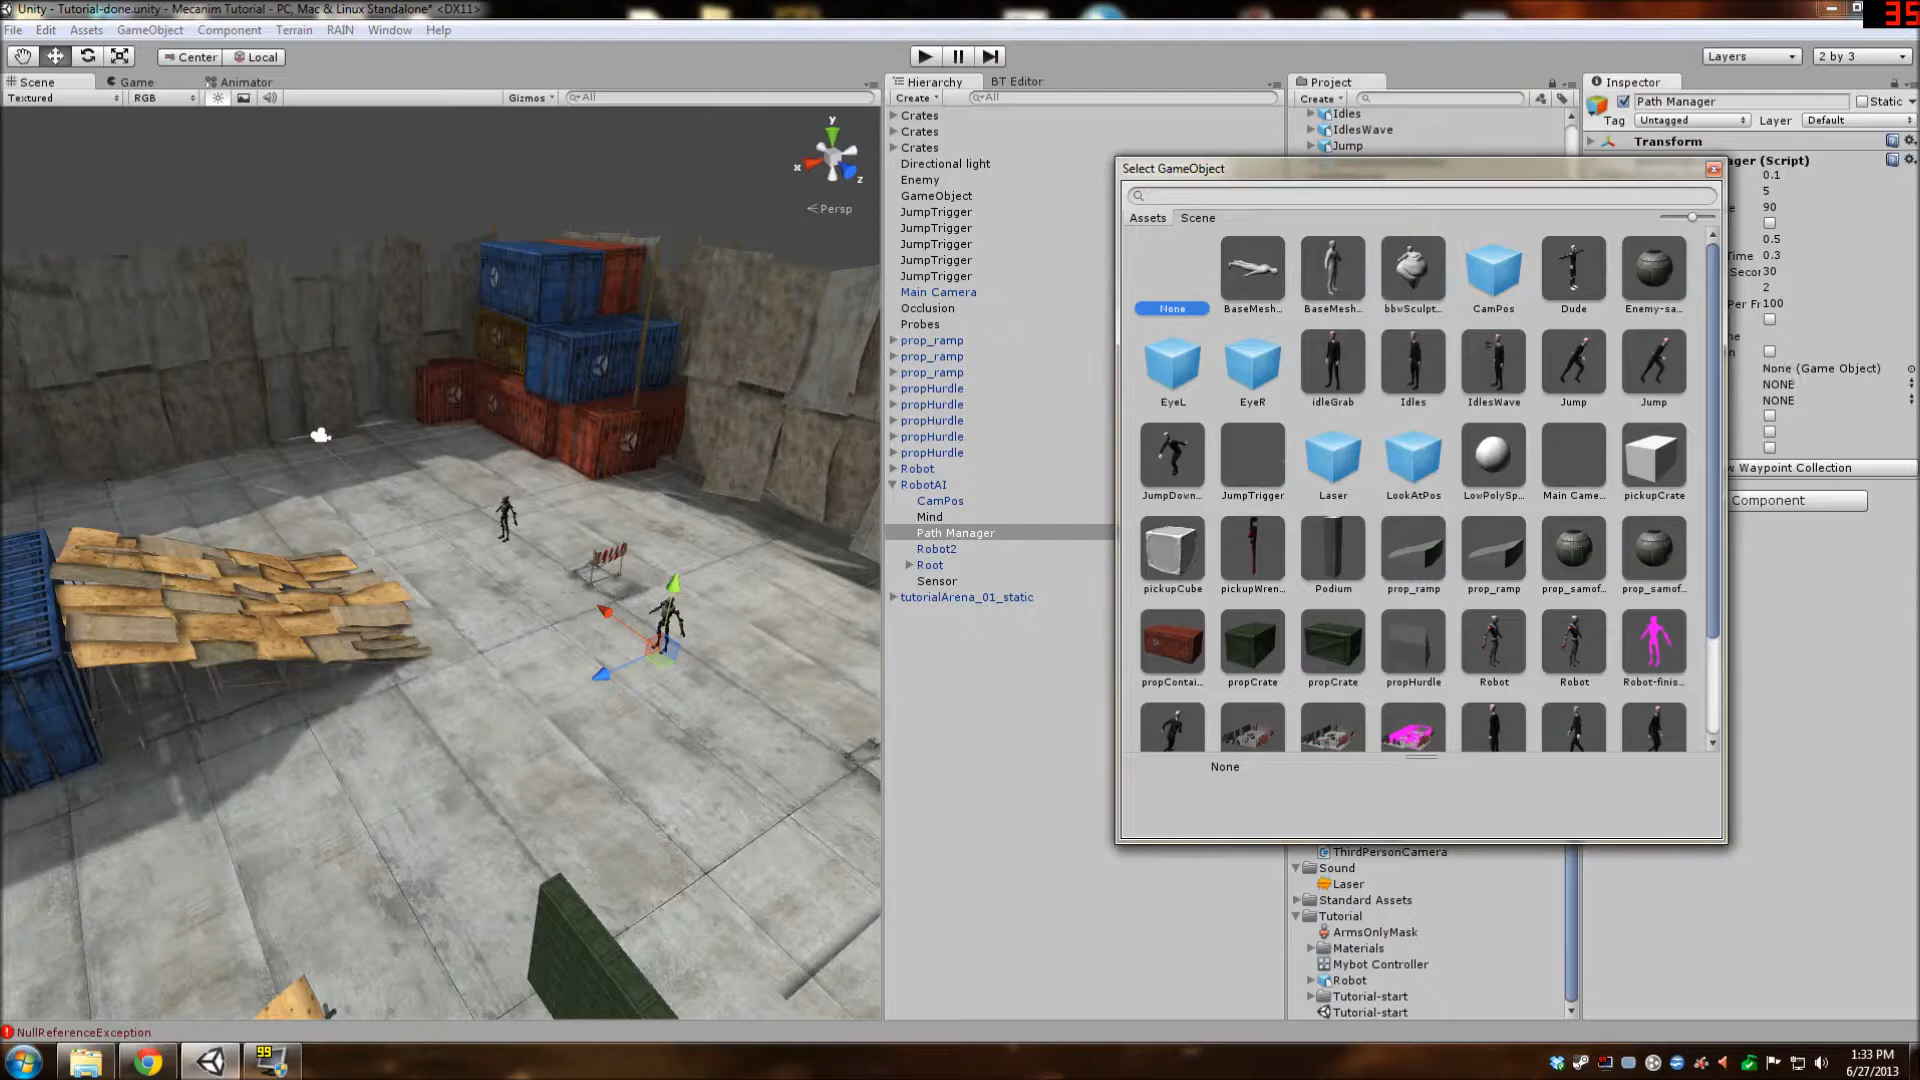 Unity - Tutorial-done.unity - Mecanim Tutorial - PC, Mac & Linux Standalone* <DX11>
35
File Edit Assets GameObject Component Terrain RAIN Window Help
Center Local
Layers 2 by 3
Scene Game Animator
Textured RGB Gizmos All
Hierarchy BT Editor
Create All
Crates
Crates
Crates
Directional light
Enemy
GameObject
JumpTrigger
JumpTrigger
JumpTrigger
JumpTrigger
JumpTrigger
Main Camera
Occlusion
Probes
prop_ramp
prop_ramp
prop_ramp
propHurdle
propHurdle
propHurdle
propHurdle
propHurdle
Robot
RobotAI
CamPos
Mind
Path Manager
Robot2
Root
Sensor
tutorialArena_01_static
Project
Create
Idles
IdlesWave
Jump
Select GameObject
Assets Scene
None BaseMesh... BaseMesh... bbwSculpt... CamPos Dude Enemy-sa...
EyeL EyeR idleGrab Idles IdlesWave Jump Jump
JumpDown... JumpTrigger Laser LookAtPos LowPolySp... Main Came... pickupCrate
pickupCube pickupWren... Podium prop_ramp prop_ramp prop_samof... prop_samof...
propContai... propCrate propCrate propHurdle Robot Robot Robot-finis...
None
ThirdPersonCamera
Sound
Laser
Standard Assets
Tutorial
ArmsOnlyMask
Materials
Mybot Controller
Robot
Tutorial-start
Tutorial-start
Inspector
Path Manager Static
Tag Untagged Layer Default
Transform
ager (Script)
0.1
5
90
0.5
Time 0.3
Secor 30
2
Per Fr 100
None (Game Object)
NONE
NONE
w Waypoint Collection
Component
y
x
z
Persp
NullReferenceException
99
1:33 PM
6/27/2013